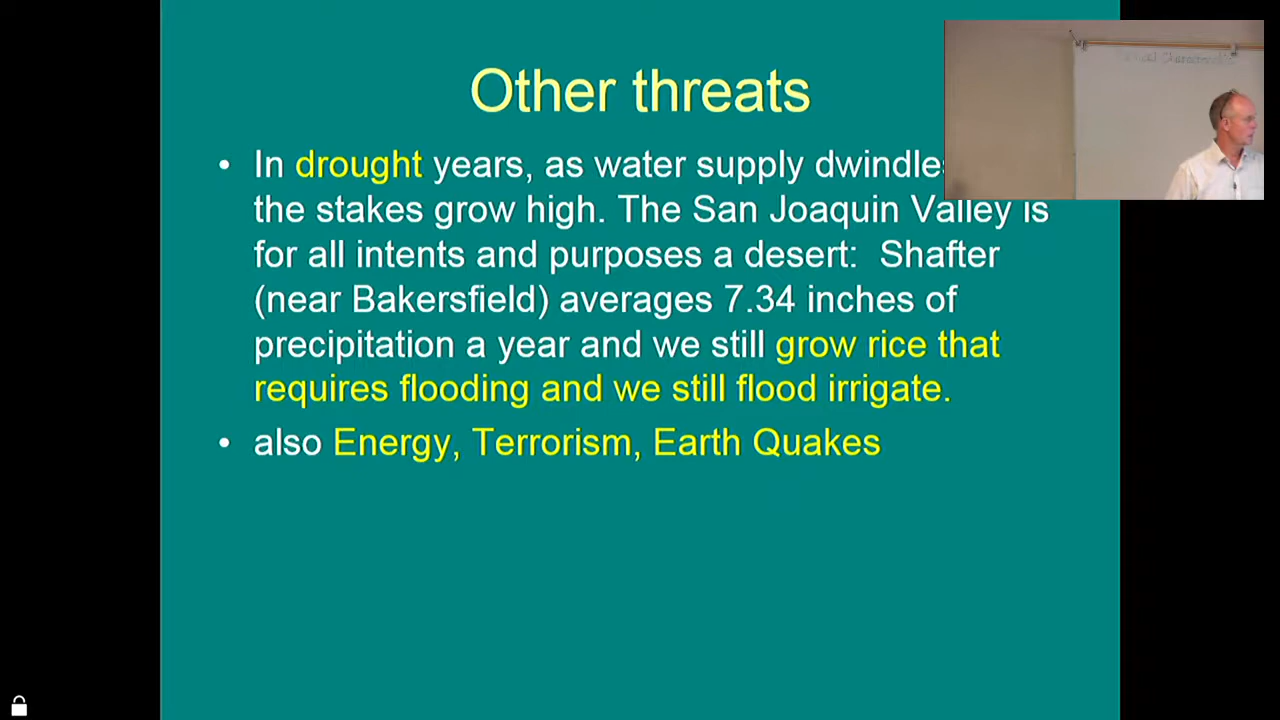 Other threats
• In drought years, as water supply dwindles
the stakes grow high. The San Joaquin Valley is
for all intents and purposes a desert:  Shafter
(near Bakersfield) averages 7.34 inches of
precipitation a year and we still grow rice that
requires flooding and we still flood irrigate.
• also Energy, Terrorism, Earth Quakes